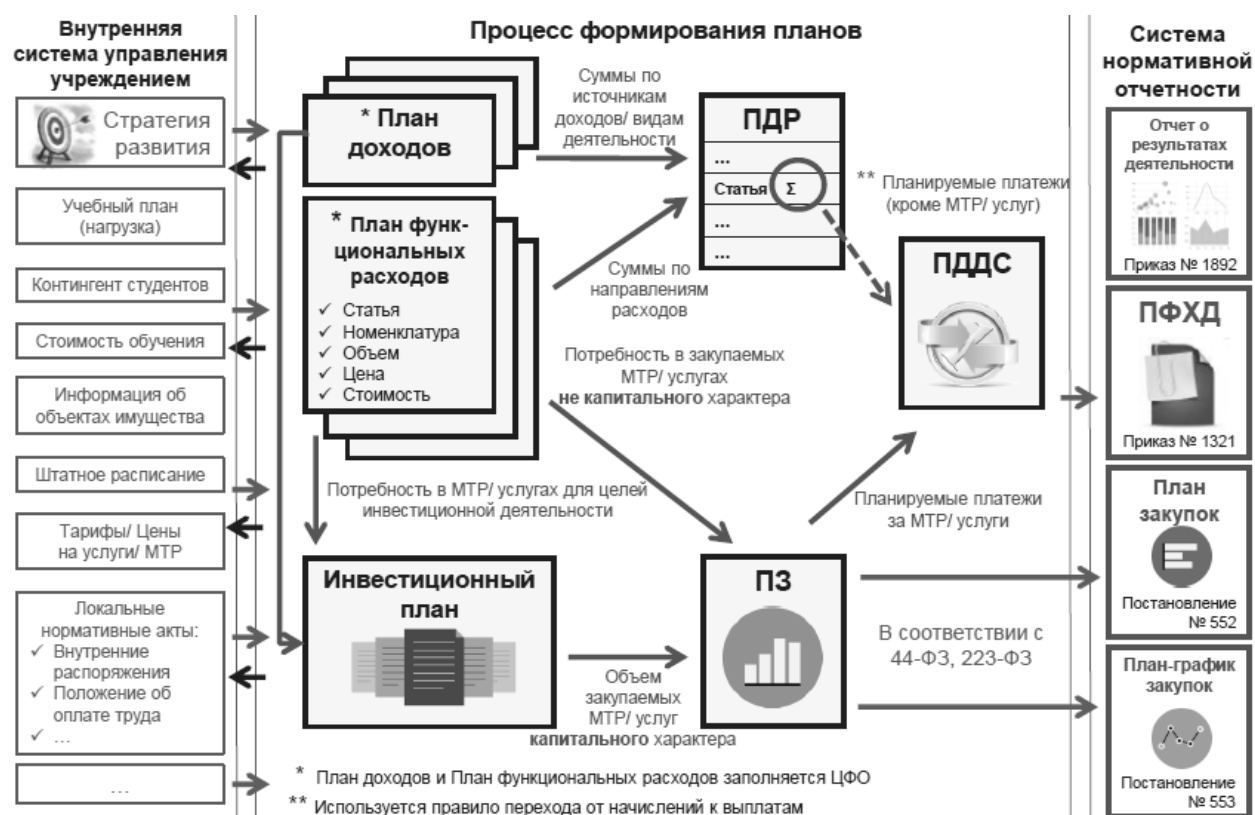 Внутренняя
система управления
учреждением
Стратегия
развития
Учебный план
(нагрузка)
Контингент студентов
Стоимость обучения
Информация об
объектах имущества
Штатное расписание
Тарифы/ Цены
на услуги/ МТР
Локальные
нормативные акты:
✓ Внутренние
распоряжения
✓ Положение об
оплате труда
✓ ...
...
Процесс формирования планов
* План
доходов
Суммы по
источникам
доходов/ видам
деятельности
* План функ-
циональных
расходов
✓ Статья
✓ Номенклатура
✓ Объем
✓ Цена
✓ Стоимость
Суммы по
направлениям
расходов
ПДР
...
Статья Σ
...
...
** Планируемые платежи
(кроме МТР/ услуг)
ПДДС
Потребность в закупаемых
МТР/ услугах
не капитального характера
Потребность в МТР/ услугах для целей
инвестиционной деятельности
Планируемые платежи
за МТР/ услуги
Инвестиционный
план
Объем
закупаемых
МТР/ услуг
капитального характера
ПЗ
В соответствии с
44-ФЗ, 223-ФЗ
* План доходов и План функциональных расходов заполняется ЦФО
** Используется правило перехода от начислений к выплатам
Система
нормативной
отчетности
Отчет о
результатах
деятельности
Приказ № 1892
ПФХД
Приказ № 1321
План
закупок
Постановление
№ 552
План-график
закупок
Постановление
№ 553